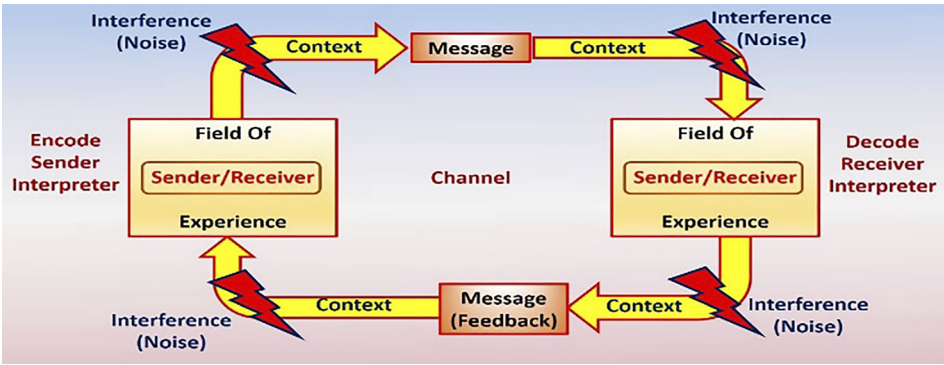 Interference
(Noise)
Context
Message
Context
Interference
(Noise)
Encode
Sender
Interpreter
Field Of
Sender/Receiver
Experience
Channel
Field Of
Sender/Receiver
Experience
Decode
Receiver
Interpreter
Interference
(Noise)
Context
Message
(Feedback)
Context
Interference
(Noise)